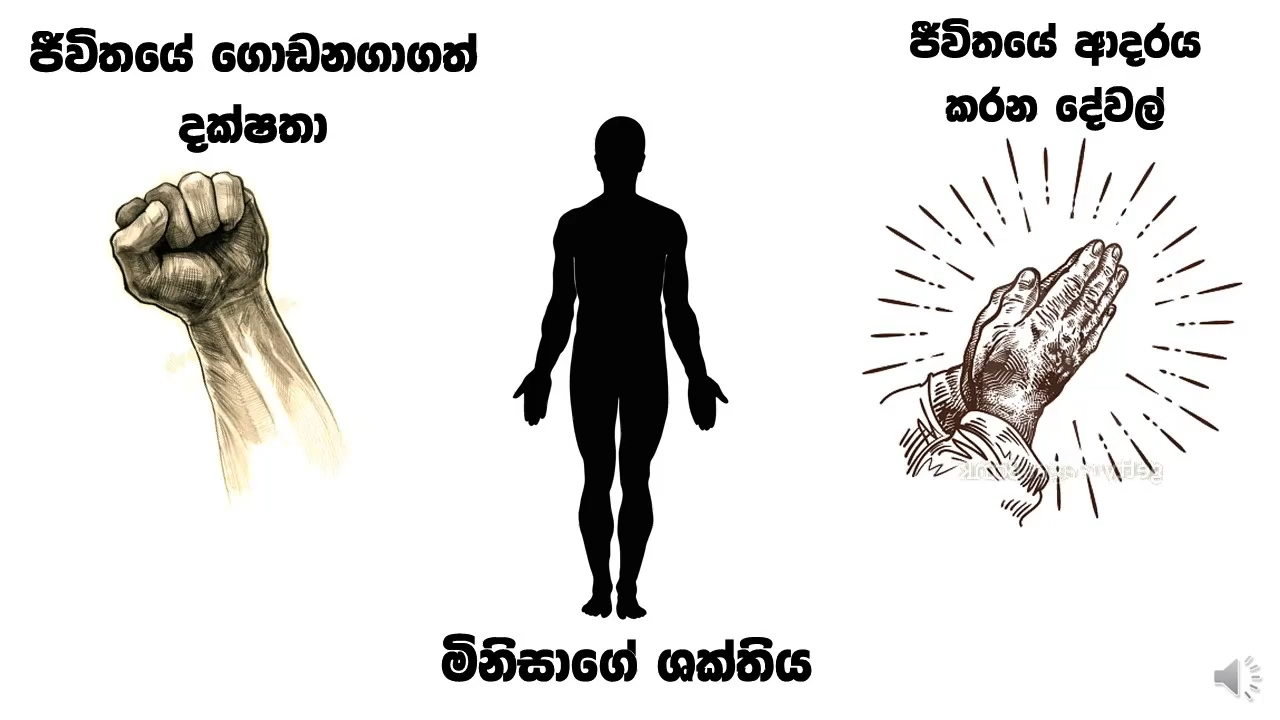 ජීවිතයේ ගොඩනගාගත්
දක්ෂතා
ජීවිතයේ ආදරය
කරන දේවල්
මිනිසාගේ ශක්තිය